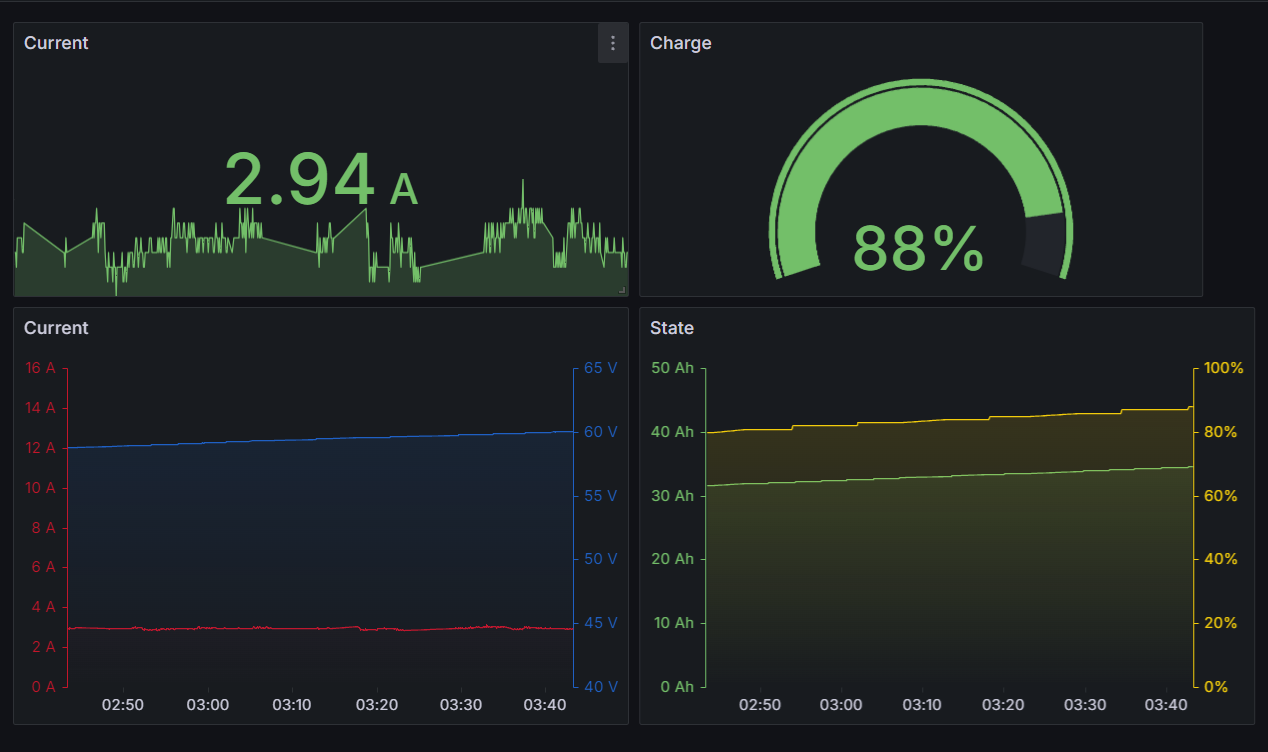 Current
2.94 A
Charge
88%
Current
16 A
14 A
12 A
10 A
8 A
6 A
4 A
2 A
0 A
65 V
60 V
55 V
50 V
45 V
40 V
02:50 03:00 03:10 03:20 03:30 03:40
State
50 Ah
40 Ah
30 Ah
20 Ah
10 Ah
0 Ah
100%
80%
60%
40%
20%
0%
02:50 03:00 03:10 03:20 03:30 03:40